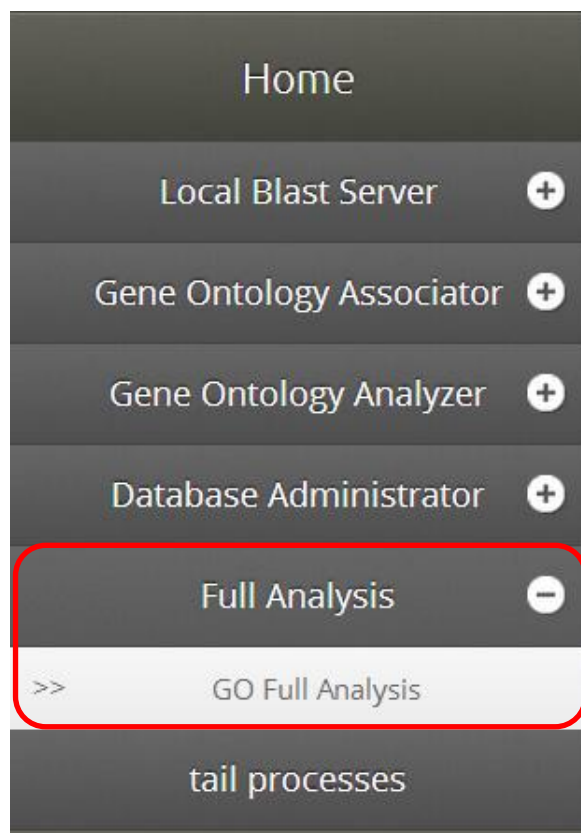 Home
Local Blast Server
Gene Ontology Associator
Gene Ontology Analyzer
Database Administrator
Full Analysis
>> GO Full Analysis
tail processes